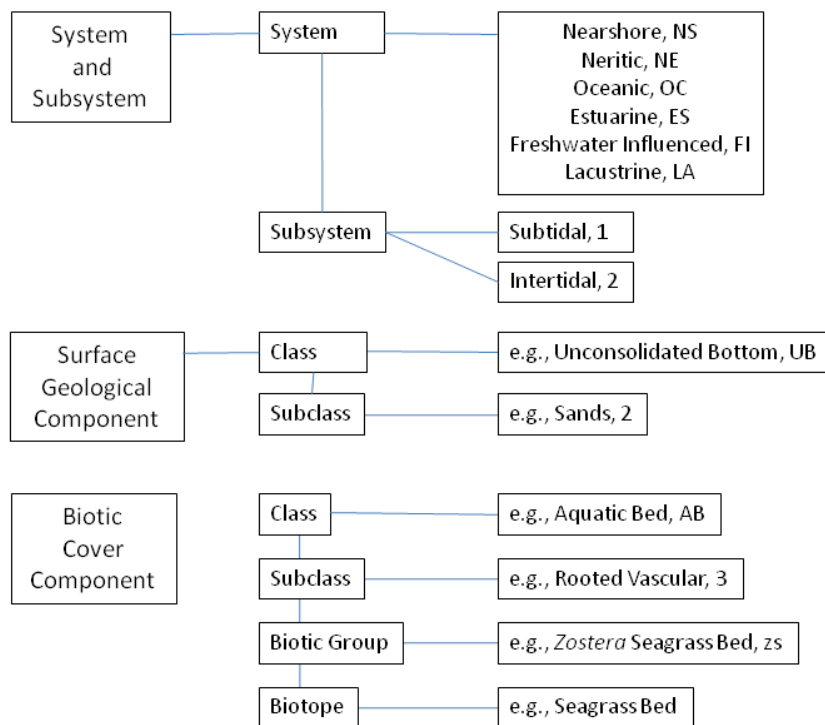 System
and
Subsystem
System
Nearshore, NS
Neritic, NE
Oceanic, OC
Estuarine, ES
Freshwater Influenced, FI
Lacustrine, LA
Subsystem
Subtidal, 1
Intertidal, 2
Surface
Geological
Component
Class
e.g., Unconsolidated Bottom, UB
Subclass
e.g., Sands, 2
Biotic
Cover
Component
Class
e.g., Aquatic Bed, AB
Subclass
e.g., Rooted Vascular, 3
Biotic Group
e.g., Zostera Seagrass Bed, zs
Biotope
e.g., Seagrass Bed